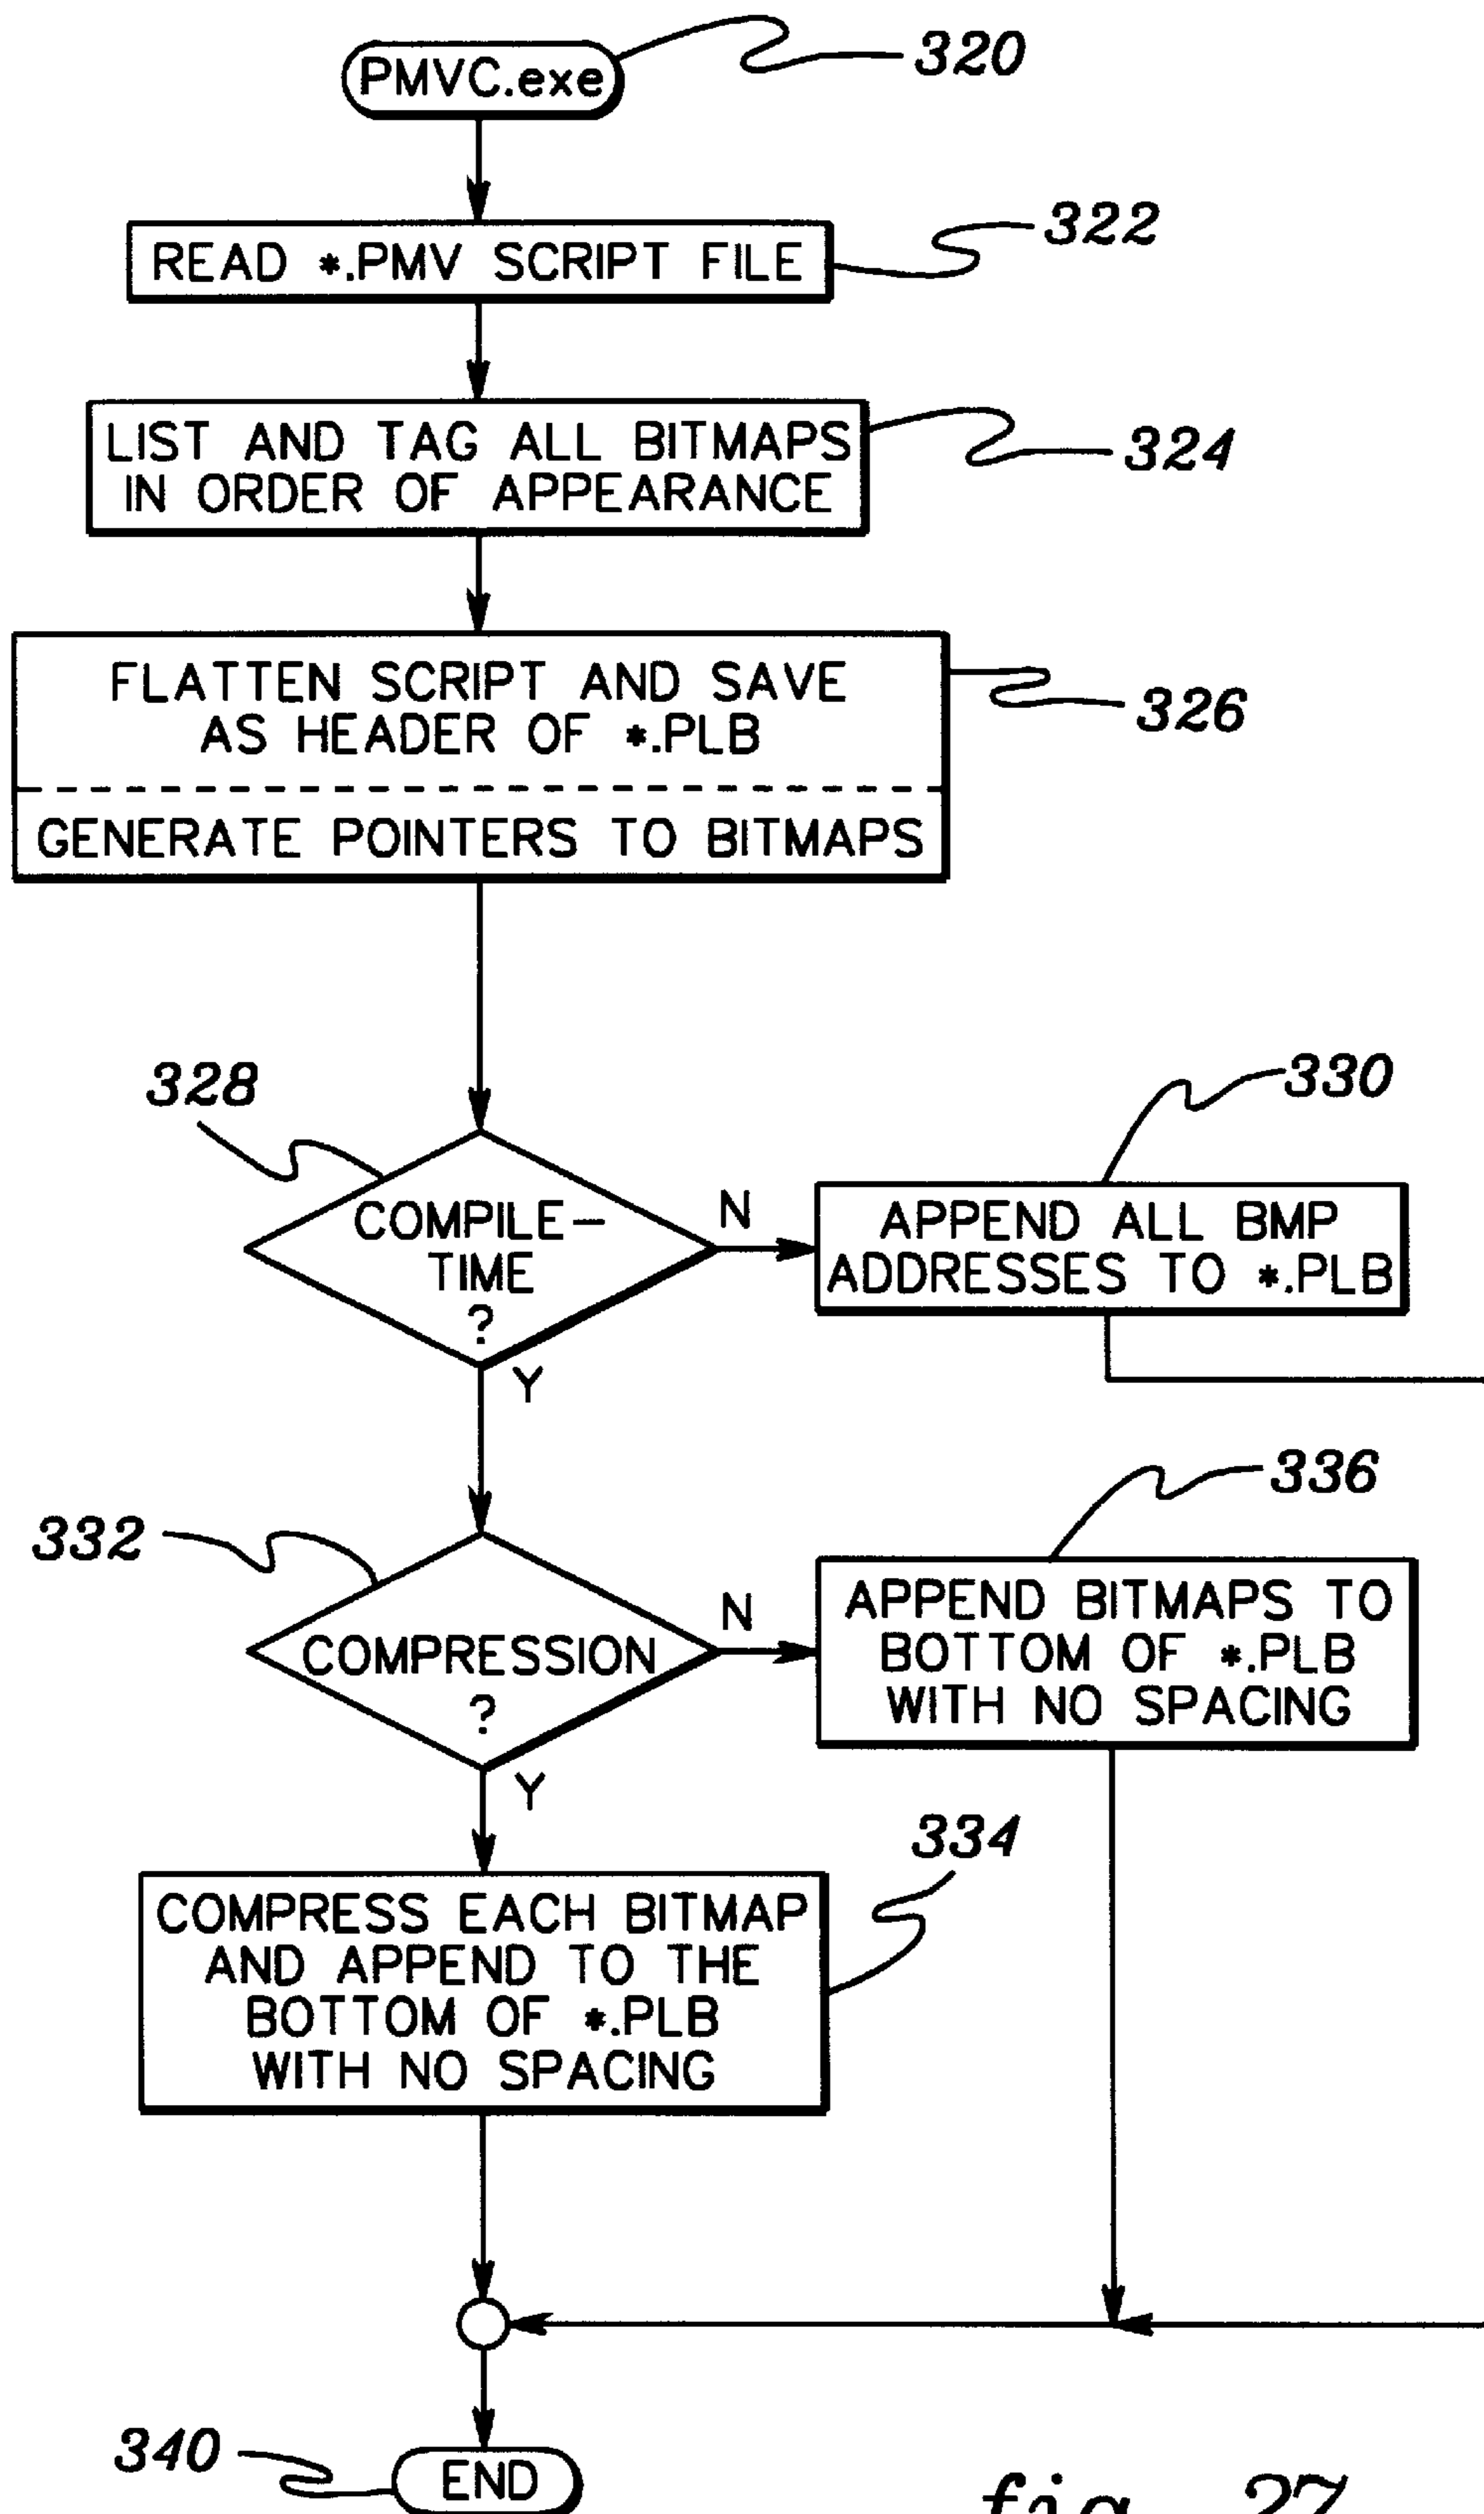 PMVC.exe
320
READ *.PMV SCRIPT FILE
322
LIST AND TAG ALL BITMAPS
IN ORDER OF APPEARANCE
324
FLATTEN SCRIPT AND SAVE
AS HEADER OF *.PLB
GENERATE POINTERS TO BITMAPS
326
328
COMPILE-
TIME
?
N
Y
330
APPEND ALL BMP
ADDRESSES TO *.PLB
332
COMPRESSION
?
N
Y
336
APPEND BITMAPS TO
BOTTOM OF *.PLB
WITH NO SPACING
334
COMPRESS EACH BITMAP
AND APPEND TO THE
BOTTOM OF *.PLB
WITH NO SPACING
340
END
fig. 27